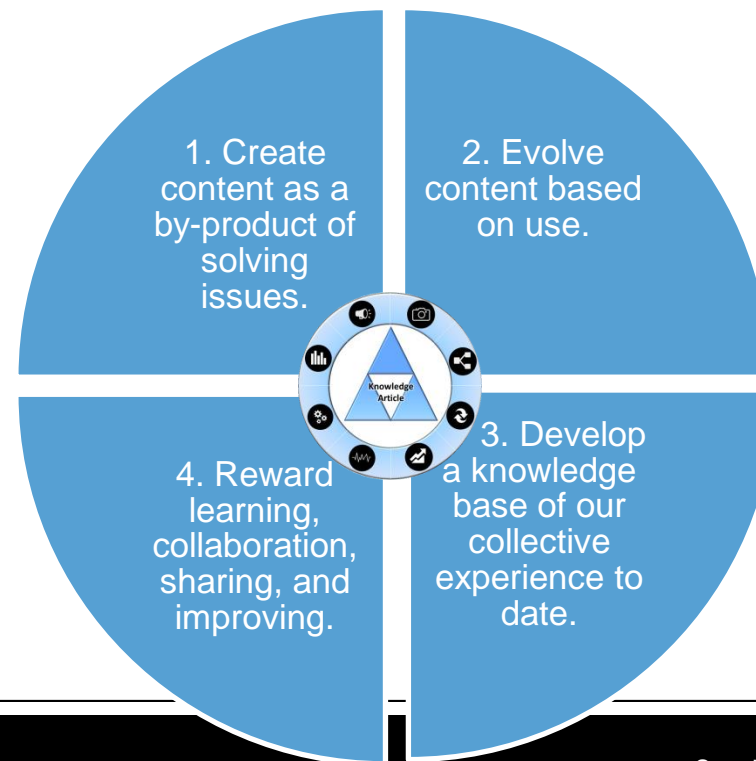 1. Create
content as a
by-product of
solving
issues.
2. Evolve
content based
on use.
Knowledge
Article
3. Develop
a knowledge
base of our
collective
experience to
date.
4. Reward
learning,
collaboration,
sharing, and
improving.